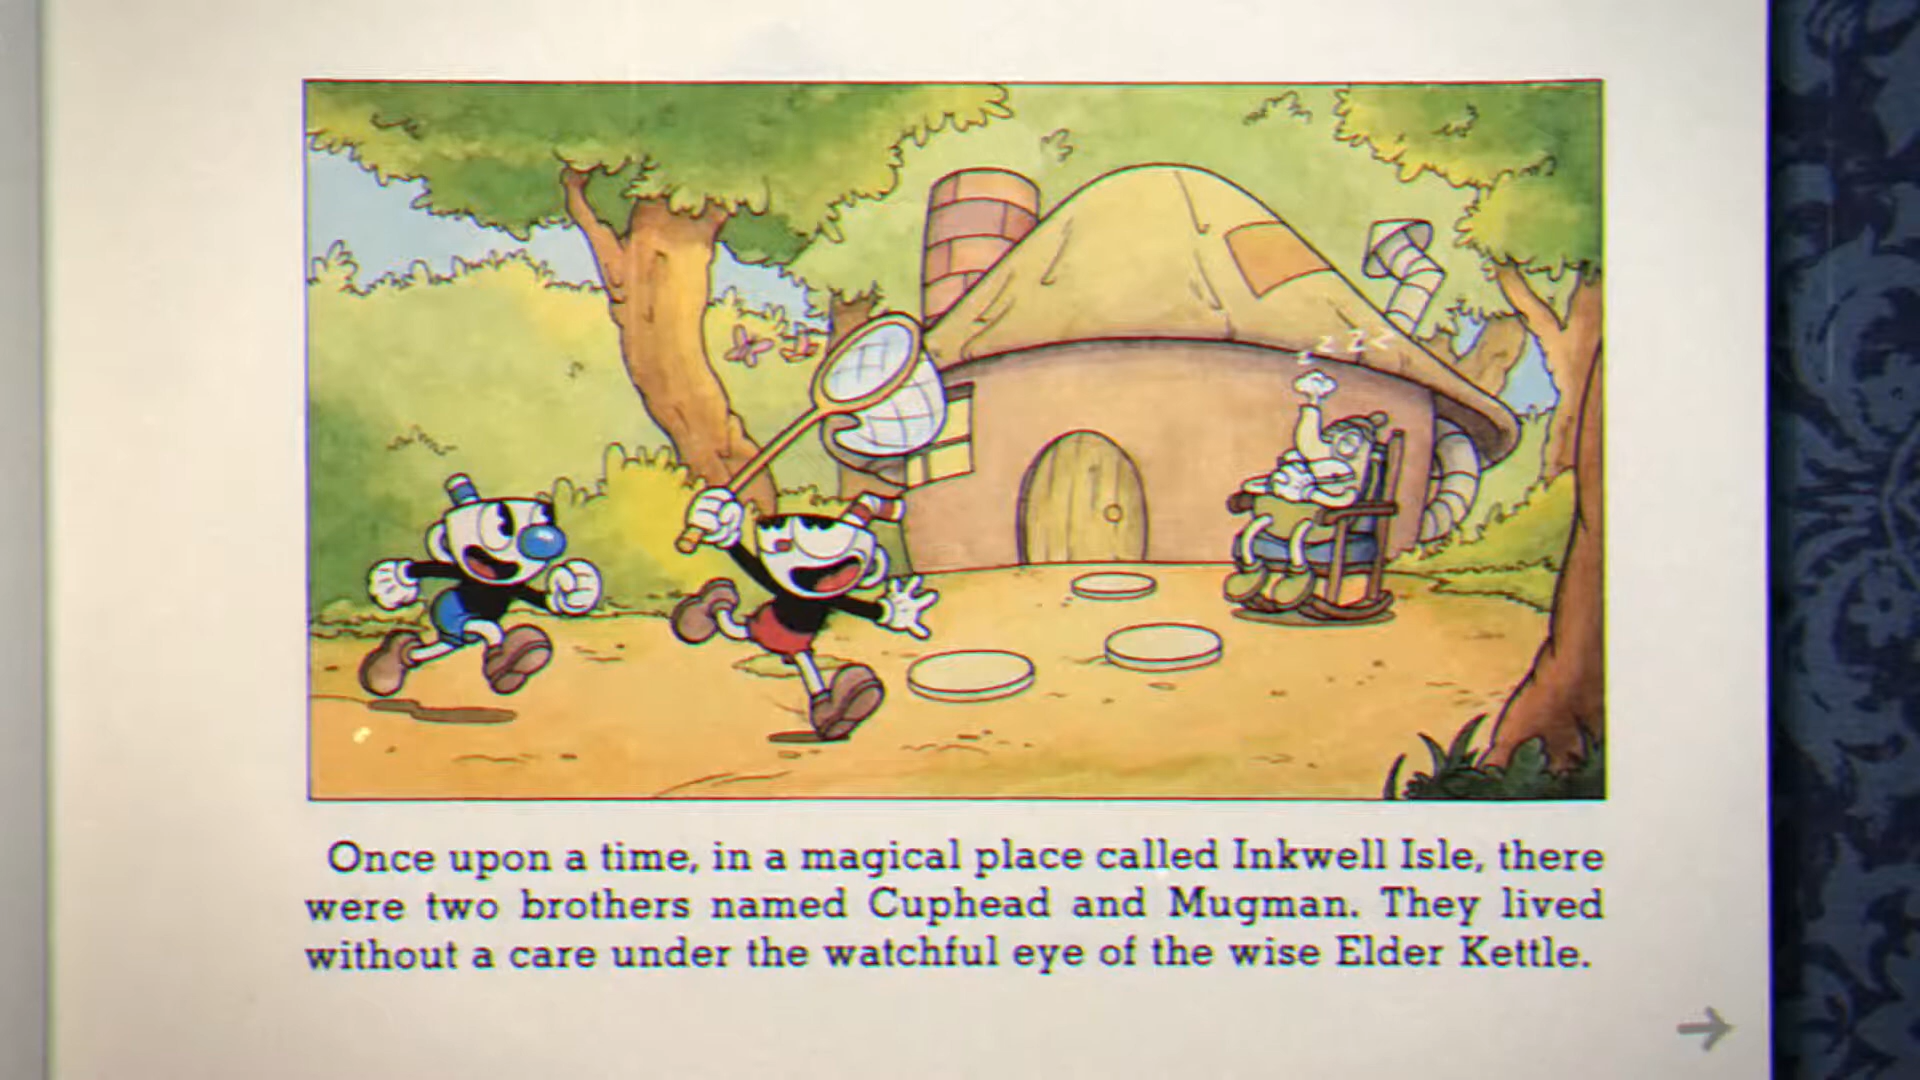 z z z z
Once upon a time, in a magical place called Inkwell Isle, there
were two brothers named Cuphead and Mugman. They lived
without a care under the watchful eye of the wise Elder Kettle.